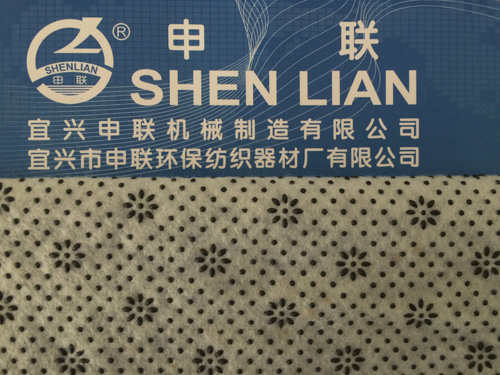 SHENLIAN
申联
®
申 联
SHEN LIAN
宜兴申联机械制造有限公司
宜兴市申联环保纺织器材厂有限公司